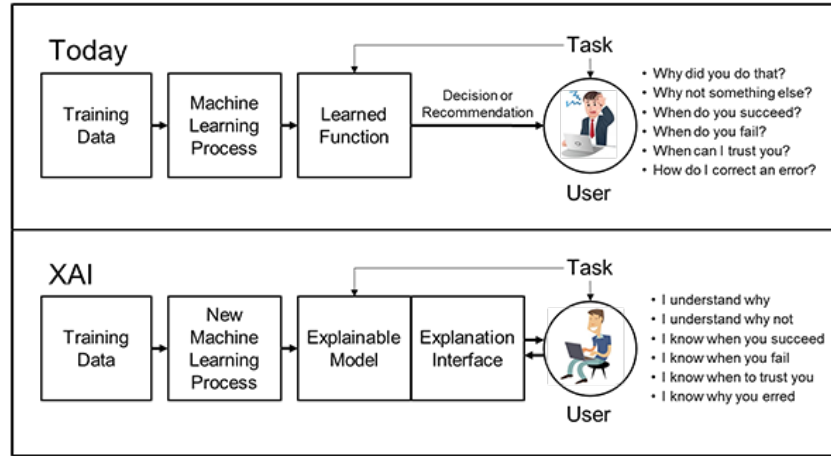 Today
Task
Training
Data
Machine
Learning
Process
Learned
Function
Decision or
Recommendation
User
• Why did you do that?
• Why not something else?
• When do you succeed?
• When do you fail?
• When can I trust you?
• How do I correct an error?
XAI
Task
Training
Data
New
Machine
Learning
Process
Explainable
Model
Explanation
Interface
User
• I understand why
• I understand why not
• I know when you succeed
• I know when you fail
• I know when to trust you
• I know why you erred